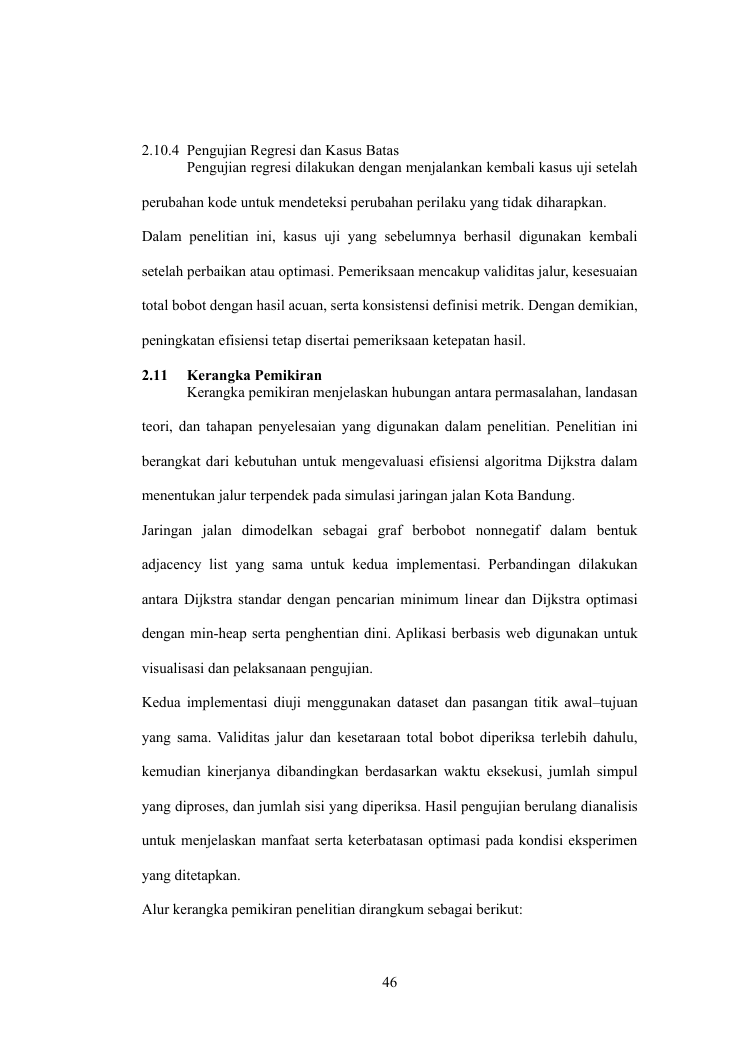 2.10.4 Pengujian Regresi dan Kasus Batas
Pengujian regresi dilakukan dengan menjalankan kembali kasus uji setelah
perubahan kode untuk mendeteksi perubahan perilaku yang tidak diharapkan.
Dalam penelitian ini, kasus uji yang sebelumnya berhasil digunakan kembali
setelah perbaikan atau optimasi. Pemeriksaan mencakup validitas jalur, kesesuaian
total bobot dengan hasil acuan, serta konsistensi definisi metrik. Dengan demikian,
peningkatan efisiensi tetap disertai pemeriksaan ketepatan hasil.
2.11 Kerangka Pemikiran
Kerangka pemikiran menjelaskan hubungan antara permasalahan, landasan
teori, dan tahapan penyelesaian yang digunakan dalam penelitian. Penelitian ini
berangkat dari kebutuhan untuk mengevaluasi efisiensi algoritma Dijkstra dalam
menentukan jalur terpendek pada simulasi jaringan jalan Kota Bandung.
Jaringan jalan dimodelkan sebagai graf berbobot nonnegatif dalam bentuk
adjacency list yang sama untuk kedua implementasi. Perbandingan dilakukan
antara Dijkstra standar dengan pencarian minimum linear dan Dijkstra optimasi
dengan min-heap serta penghentian dini. Aplikasi berbasis web digunakan untuk
visualisasi dan pelaksanaan pengujian.
Kedua implementasi diuji menggunakan dataset dan pasangan titik awal–tujuan
yang sama. Validitas jalur dan kesetaraan total bobot diperiksa terlebih dahulu,
kemudian kinerjanya dibandingkan berdasarkan waktu eksekusi, jumlah simpul
yang diproses, dan jumlah sisi yang diperiksa. Hasil pengujian berulang dianalisis
untuk menjelaskan manfaat serta keterbatasan optimasi pada kondisi eksperimen
yang ditetapkan.
Alur kerangka pemikiran penelitian dirangkum sebagai berikut:
46